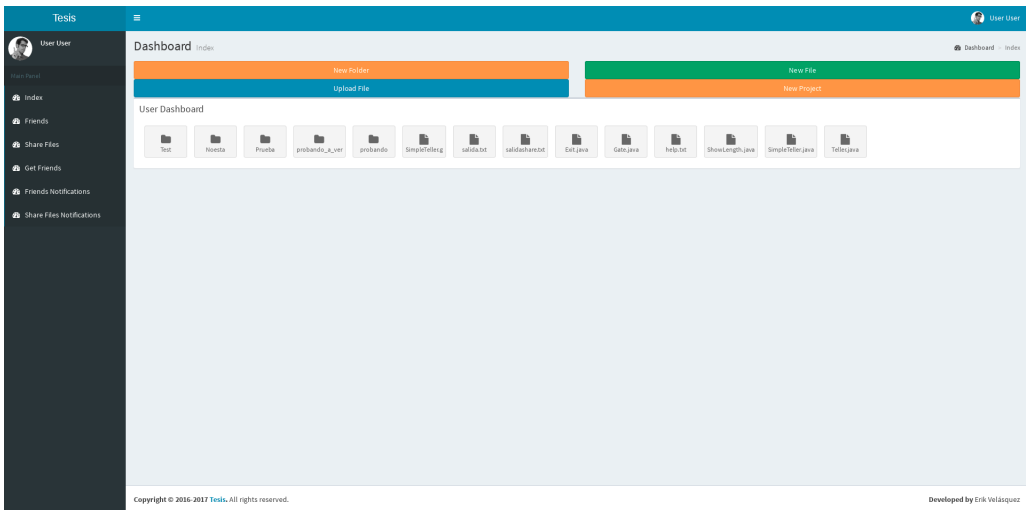 Tesis
User User
User User
Main Panel
Index
Friends
Share Files
Get Friends
Friends Notifications
Share Files Notifications
Dashboard Index
Dashboard > Index
New Folder
New File
Upload File
New Project
User Dashboard
Test
Noesta
Prueba
probando_a_ver
probando
SimpleTeller.g
salida.txt
salidashare.txt
Exit.java
Gate.java
help.txt
ShowLength.java
SimpleTeller.java
Teller.java
Copyright © 2016-2017 Tesis. All rights reserved.
Developed by Erik Velásquez